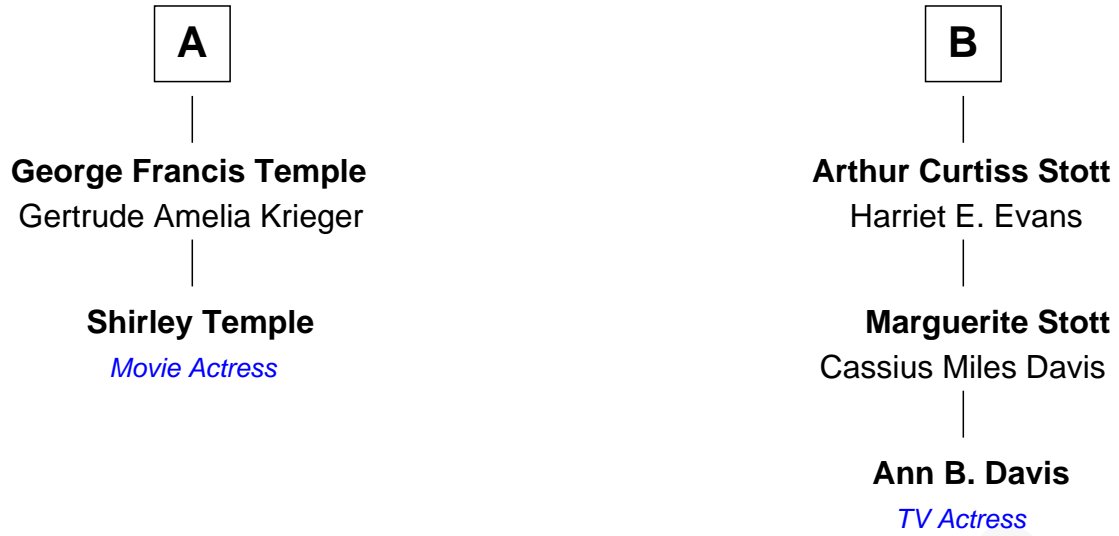 A
George Francis Temple
Gertrude Amelia Krieger
Shirley Temple
Movie Actress
B
Arthur Curtiss Stott
Harriet E. Evans
Marguerite Stott
Cassius Miles Davis
Ann B. Davis
TV Actress